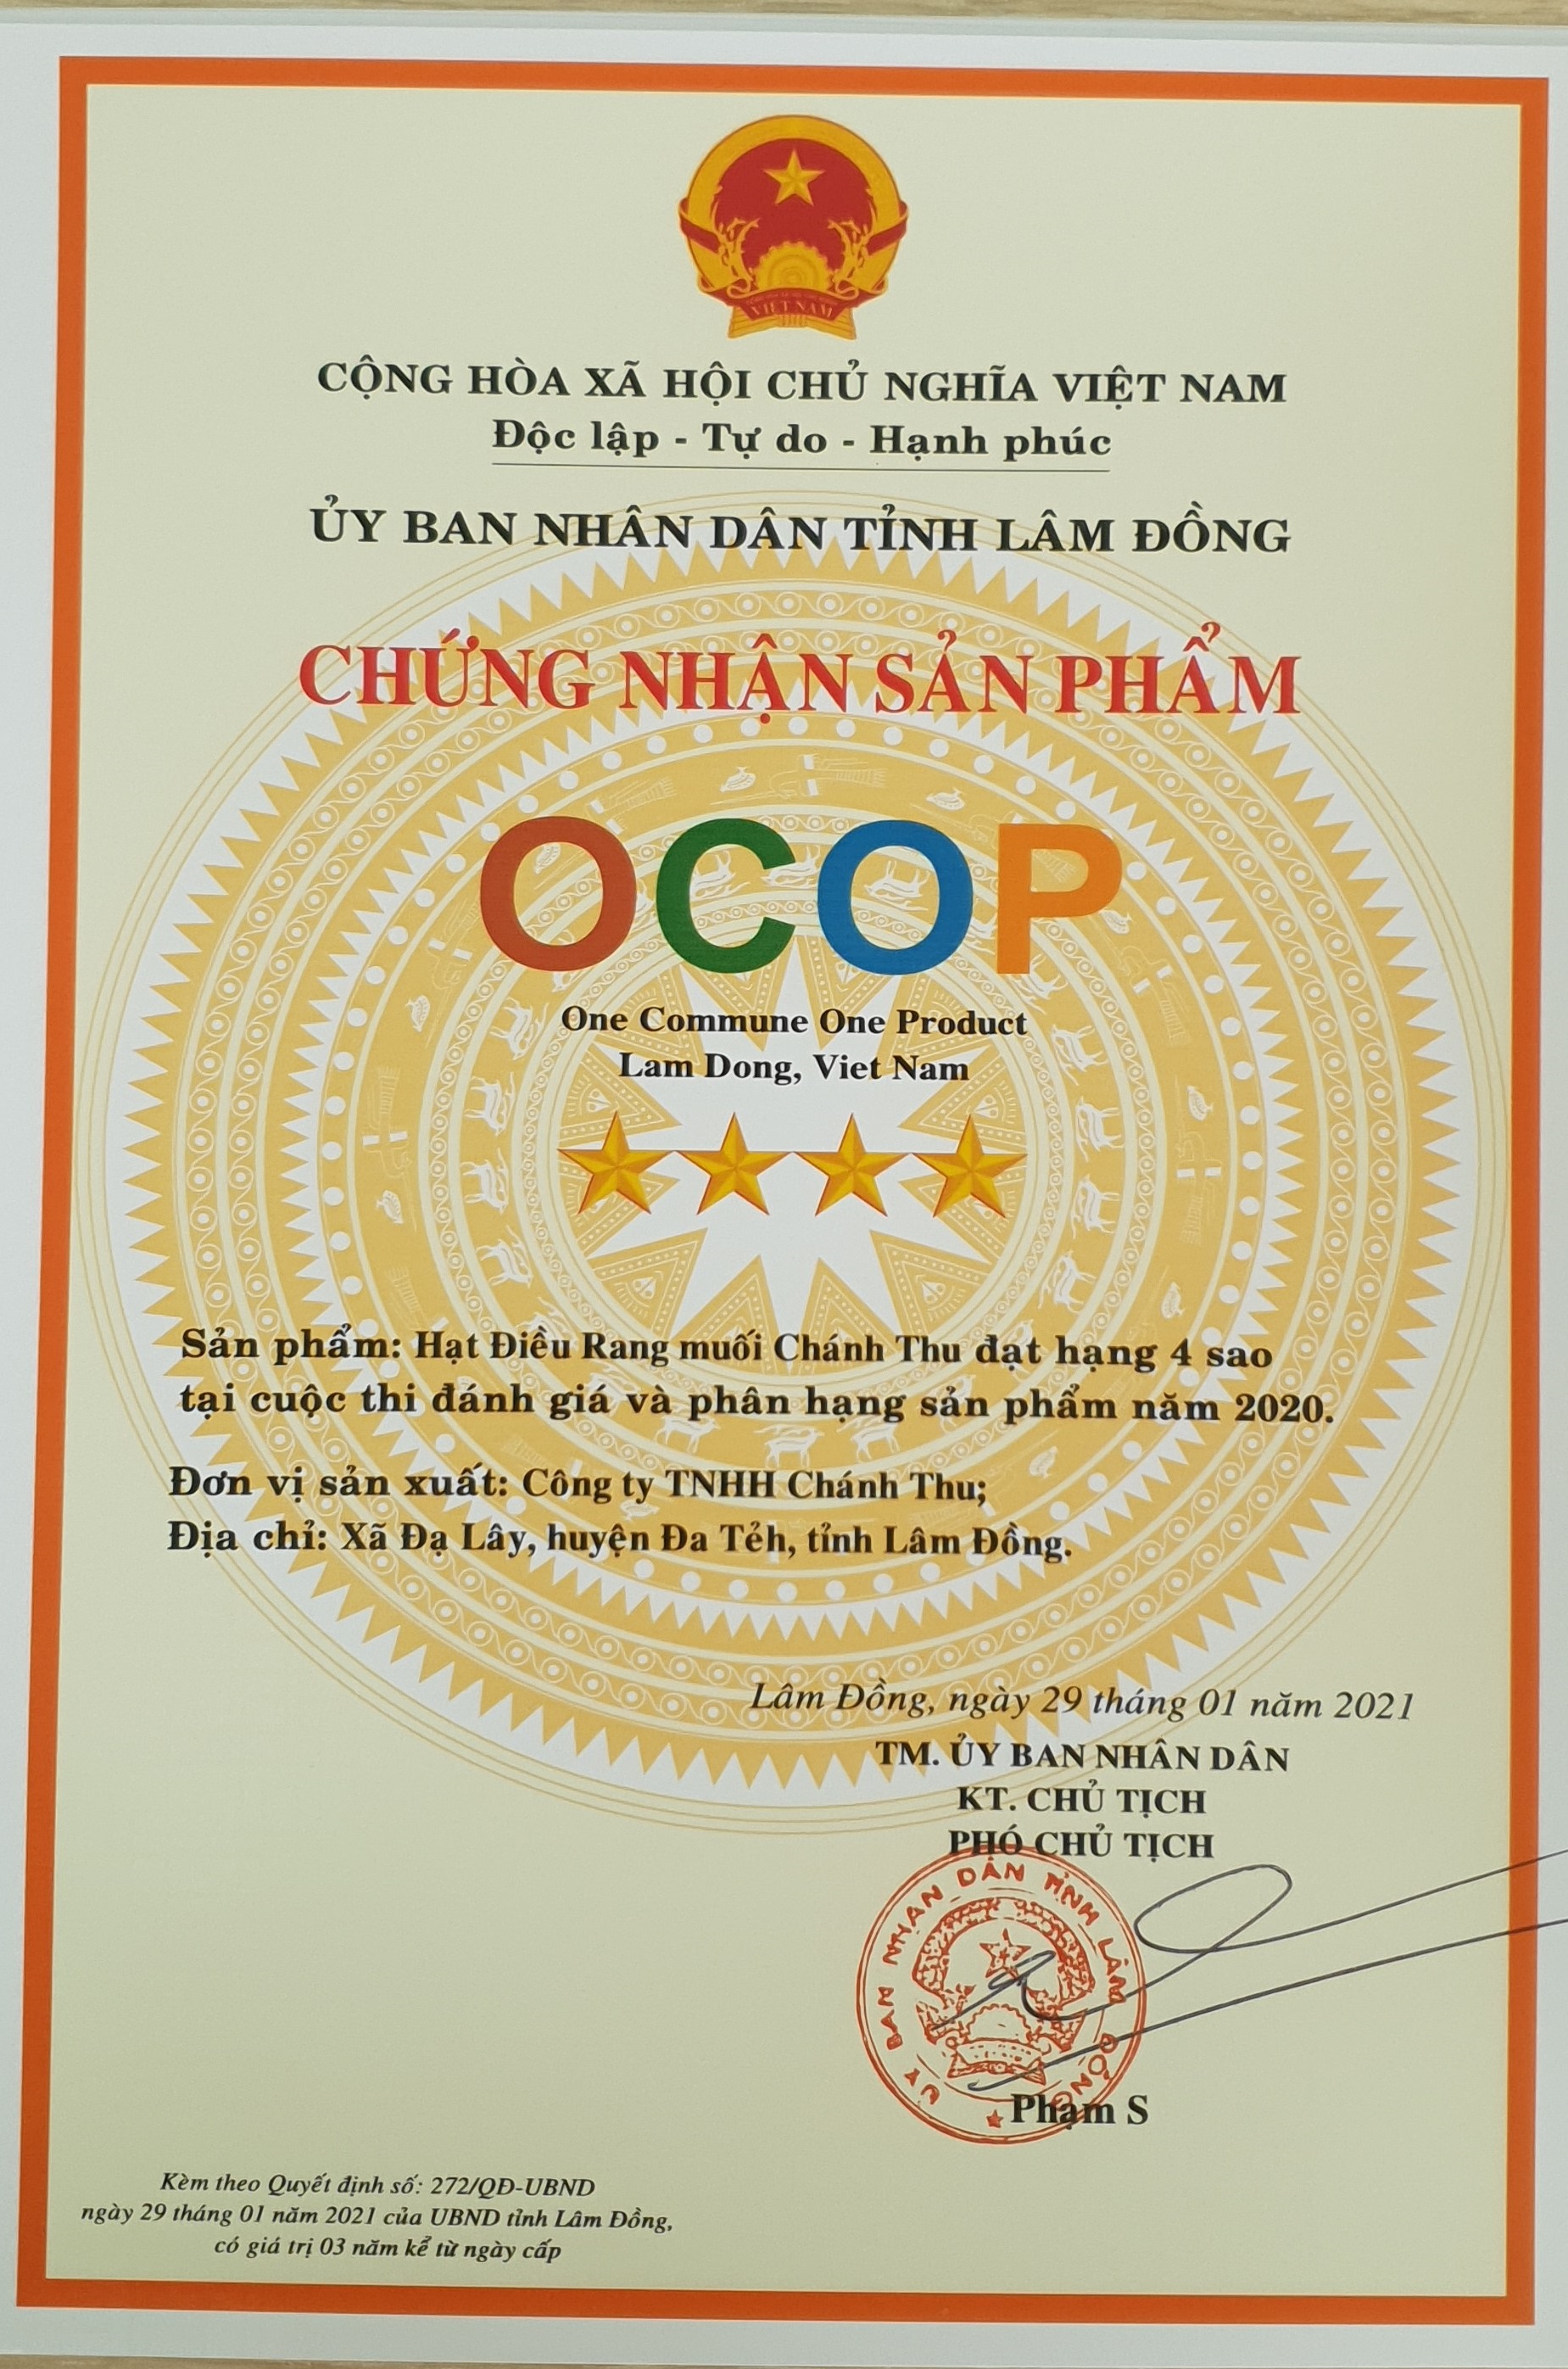 VIỆT NAM
CỘNG HÒA XÃ HỘI CHỦ NGHĨA VIỆT NAM
Độc lập - Tự do - Hạnh phúc
ỦY BAN NHÂN DÂN TỈNH LÂM ĐỒNG
CHỨNG NHẬN SẢN PHẨM
OCOP
One Commune One Product
Lam Dong, Viet Nam
Sản phẩm: Hạt Điều Rang muối Chánh Thu đạt hạng 4 sao
tại cuộc thi đánh giá và phân hạng sản phẩm năm 2020.
Đơn vị sản xuất: Công ty TNHH Chánh Thu;
Địa chỉ: Xã Đạ Lây, huyện Đa Tẻh, tỉnh Lâm Đồng.
Lâm Đồng, ngày 29 tháng 01 năm 2021
TM. ỦY BAN NHÂN DÂN
KT. CHỦ TỊCH
PHÓ CHỦ TỊCH
ỦY BAN NHÂN DÂN TỈNH LÂM ĐỒNG
Phạm S
Kèm theo Quyết định số: 272/QĐ-UBND
ngày 29 tháng 01 năm 2021 của UBND tỉnh Lâm Đồng,
có giá trị 03 năm kể từ ngày cấp